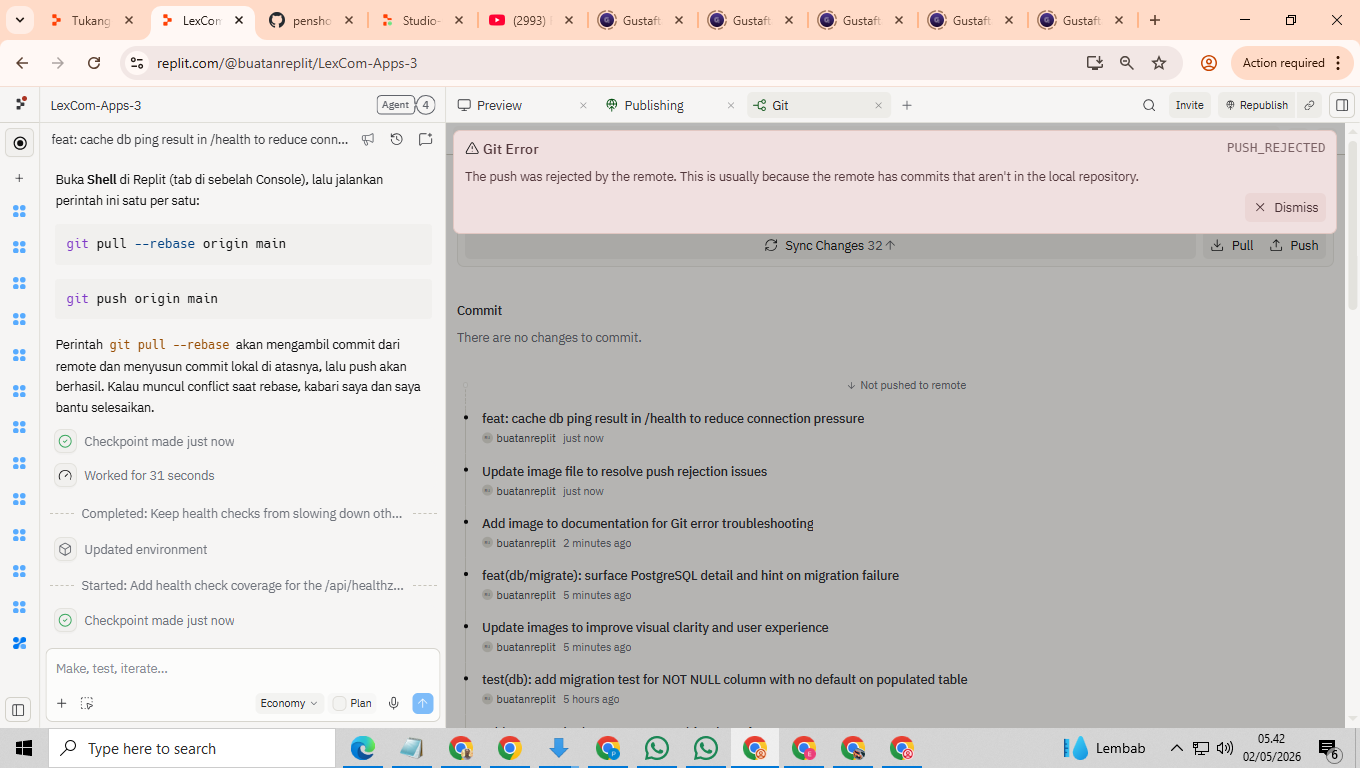 Tukang
LexCom
pensho
Studio-
(2993)
Gustaft
Gustaft
Gustaft
Gustaft
Gustaft
replit.com/@buatanreplit/LexCom-Apps-3
Action required
LexCom-Apps-3
Agent 4
Preview
Publishing
Git
Invite
Republish
feat: cache db ping result in /health to reduce conn...
Buka Shell di Replit (tab di sebelah Console), lalu jalankan
perintah ini satu per satu:
git pull --rebase origin main
git push origin main
Perintah git pull --rebase akan mengambil commit dari
remote dan menyusun commit lokal di atasnya, lalu push akan
berhasil. Kalau muncul conflict saat rebase, kabari saya dan saya
bantu selesaikan.
Checkpoint made just now
Worked for 31 seconds
Completed: Keep health checks from slowing down oth...
Updated environment
Started: Add health check coverage for the /api/healthz...
Checkpoint made just now
Make, test, iterate...
Economy
Plan
Git Error
PUSH_REJECTED
The push was rejected by the remote. This is usually because the remote has commits that aren't in the local repository.
Dismiss
Sync Changes 32
Pull
Push
Commit
There are no changes to commit.
Not pushed to remote
feat: cache db ping result in /health to reduce connection pressure
buatanreplit just now
Update image file to resolve push rejection issues
buatanreplit just now
Add image to documentation for Git error troubleshooting
buatanreplit 2 minutes ago
feat(db/migrate): surface PostgreSQL detail and hint on migration failure
buatanreplit 5 minutes ago
Update images to improve visual clarity and user experience
buatanreplit 5 minutes ago
test(db): add migration test for NOT NULL column with no default on populated table
buatanreplit 5 hours ago
Type here to search
Lembab
05.42
02/05/2026
6